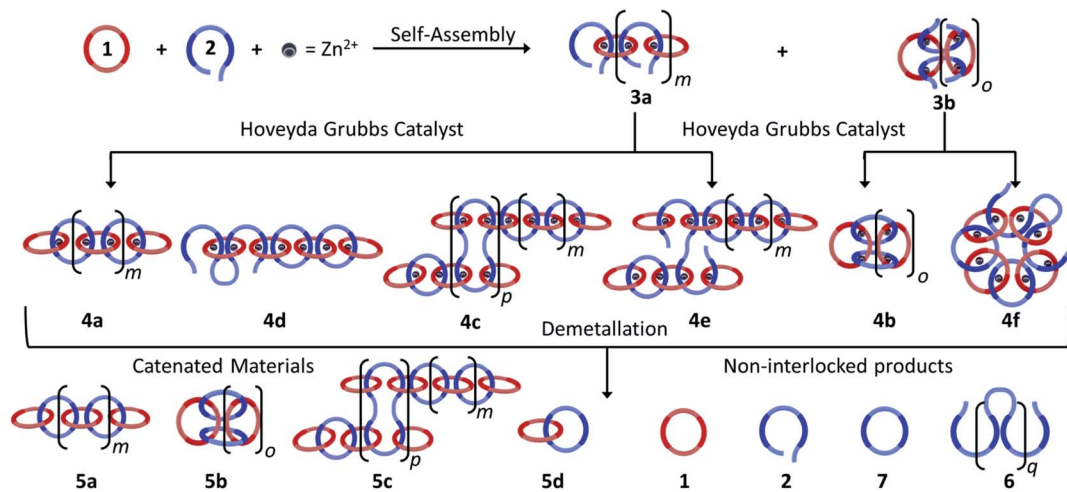 1 + 2 + = Zn2+ Self-Assembly m + o
3a 3b
Hoveyda Grubbs Catalyst Hoveyda Grubbs Catalyst
m p m m o
4a 4d 4c 4e 4b 4f
Demetallation
Catenated Materials Non-interlocked products
m o p m q
5a 5b 5c 5d 1 2 7 6